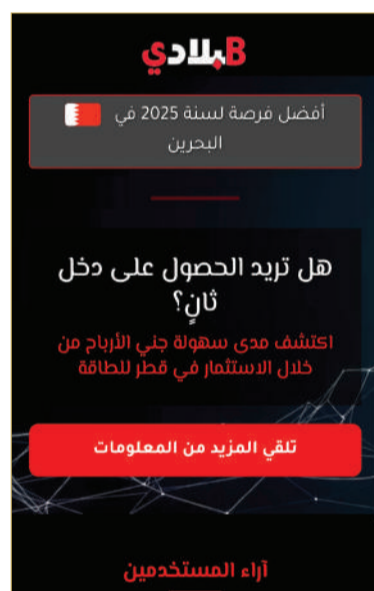 Bبلادي
أفضل فرصة لسنة 2025 في
البحرين
هل تريد الحصول على دخل
ثانٍ؟
اكتشف مدى سهولة جني الأرباح من
خلال الاستثمار في قطر للطاقة
تلقي المزيد من المعلومات
آراء المستخدمين